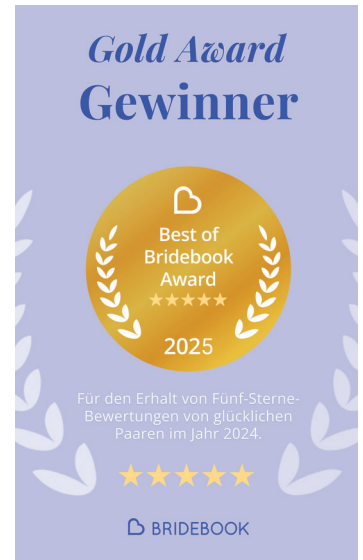 Gold Award
Gewinner
Best of
Bridebook
Award
2025
Für den Erhalt von Fünf-Sterne-
Bewertungen von glücklichen
Paaren im Jahr 2024.
BRIDEBOOK